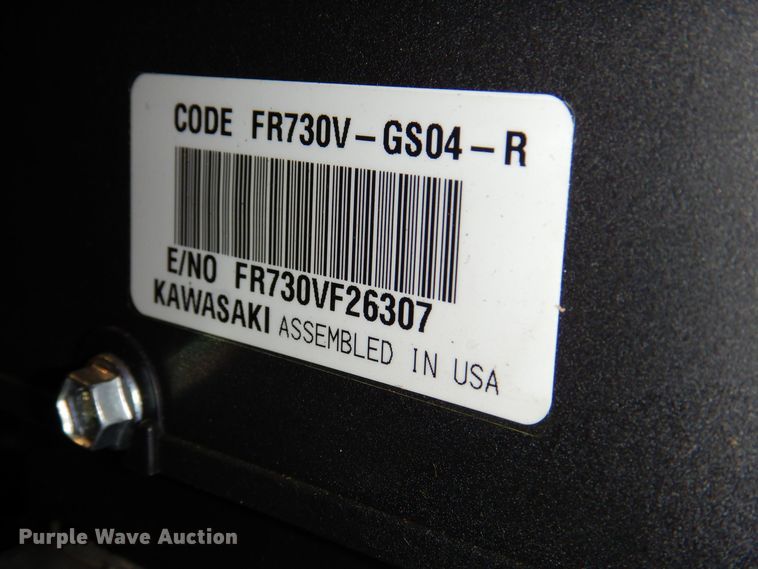 CODE FR730V-GS04-R
E/NO FR730VF26307
KAWASAKI ASSEMBLED IN USA
Purple Wave Auction